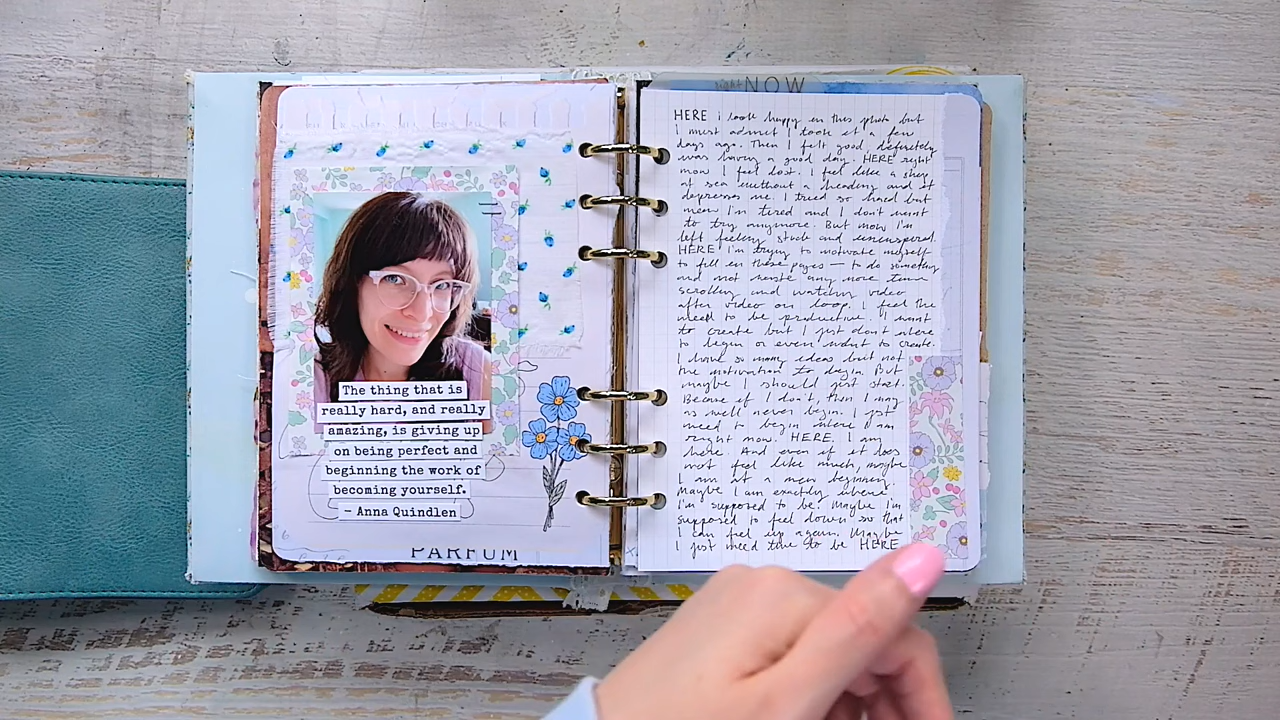 The thing that is
really hard, and really
amazing, is giving up
on being perfect and
beginning the work of
becoming yourself.
– Anna Quindlen
PARFUM
NOW
HERE i look happy in this photo but
I must admit I took it a few
days ago. Then I felt good, definitely
was having a good day. HERE right
now I feel lost. I feel like a ship
at sea without a heading and it
depresses me. I tried so hard but
now I'm tired and I don't want
to try anymore. But now I'm
left feeling stuck and uninspired.
HERE I'm trying to motivate myself
to fill in these pages — to do something
and not waste my time
scrolling and watching video
after video on loop. I feel the
need to be productive. I want
to create but I don't where
to begin or even what to create.
I have so many ideas but not
the motivation to begin. But
maybe I should just start.
Because if I don't, then I may
as well not begin. I just
need to begin where I am
right now. HERE. I am
here. And even if it does
not feel like much, maybe
I am at a new beginning.
Maybe I am exactly where
I'm supposed to be. Maybe I'm
supposed to feel down so that
I can feel up again. Maybe
I just need time to be HERE